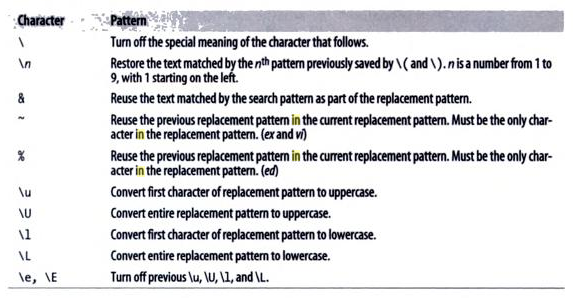 Character Pattern
\ Turn off the special meaning of the character that follows.
\n Restore the text matched by the nth pattern previously saved by \( and \). n is a number from 1 to
9, with 1 starting on the left.
& Reuse the text matched by the search pattern as part of the replacement pattern.
~ Reuse the previous replacement pattern in the current replacement pattern. Must be the only char-
acter in the replacement pattern. (ex and vi)
% Reuse the previous replacement pattern in the current replacement pattern. Must be the only char-
acter in the replacement pattern. (ed)
\u Convert first character of replacement pattern to uppercase.
\U Convert entire replacement pattern to uppercase.
\l Convert first character of replacement pattern to lowercase.
\L Convert entire replacement pattern to lowercase.
\e, \E Turn off previous \u, \U, \l, and \L.